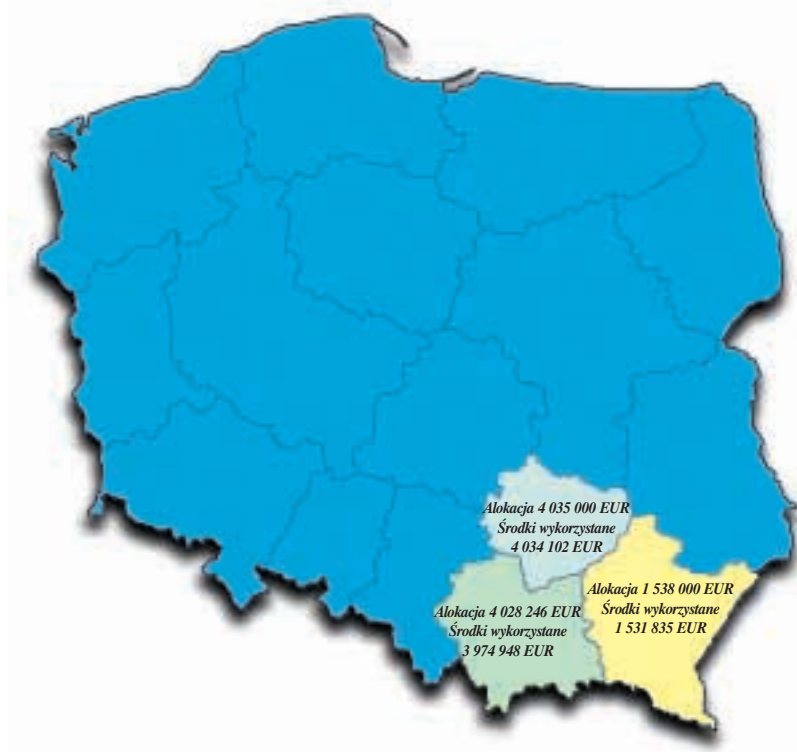 Alokacja 4 035 000 EUR
Środki wykorzystane
4 034 102 EUR
Alokacja 1 538 000 EUR
Środki wykorzystane
1 531 835 EUR
Alokacja 4 028 246 EUR
Środki wykorzystane
3 974 948 EUR